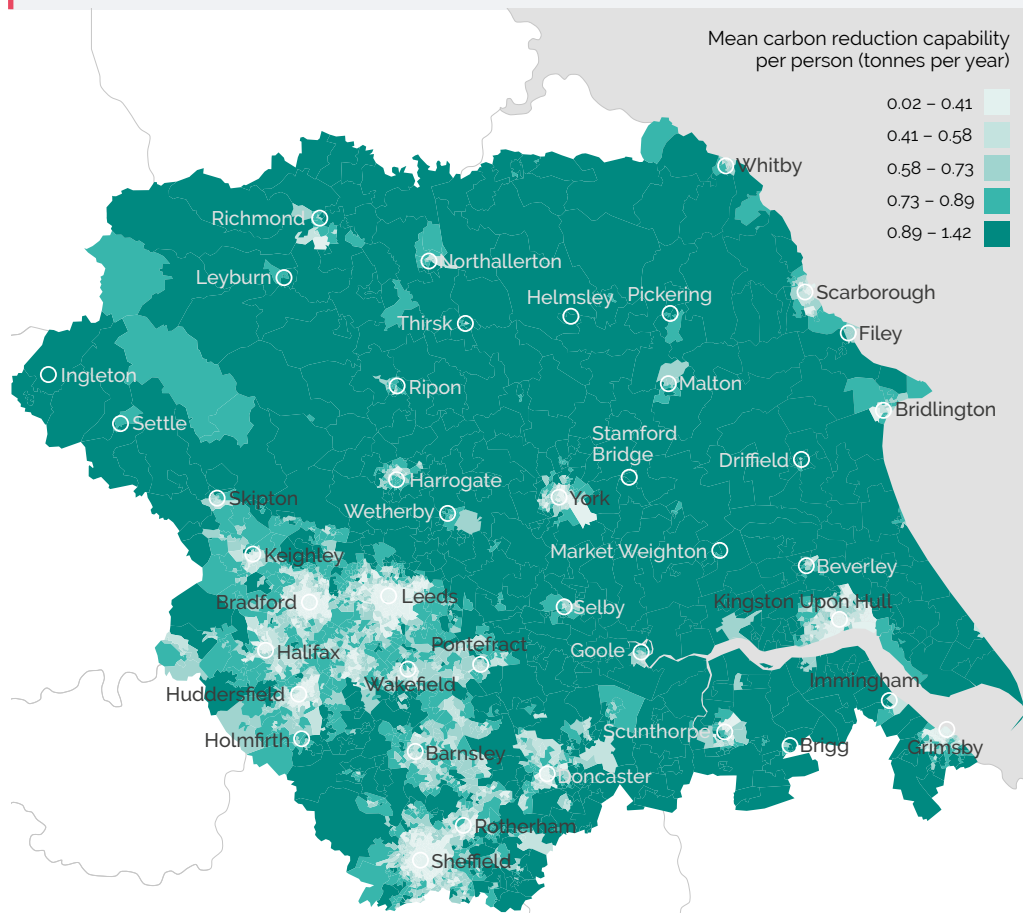 Mean carbon reduction capability
per person (tonnes per year)
0.02 – 0.41
0.41 – 0.58
0.58 – 0.73
0.73 – 0.89
0.89 – 1.42
Whitby
Richmond
Northallerton
Leyburn
Helmsley
Pickering
Scarborough
Thirsk
Filey
Ingleton
Ripon
Malton
Settle
Bridlington
Stamford
Bridge
Driffield
Harrogate
Skipton
York
Wetherby
Market Weighton
Keighley
Beverley
Bradford
Leeds
Selby
Kingston Upon Hull
Halifax
Pontefract
Goole
Wakefield
Immingham
Huddersfield
Scunthorpe
Holmfirth
Barnsley
Brigg
Grimsby
Doncaster
Rotherham
Sheffield